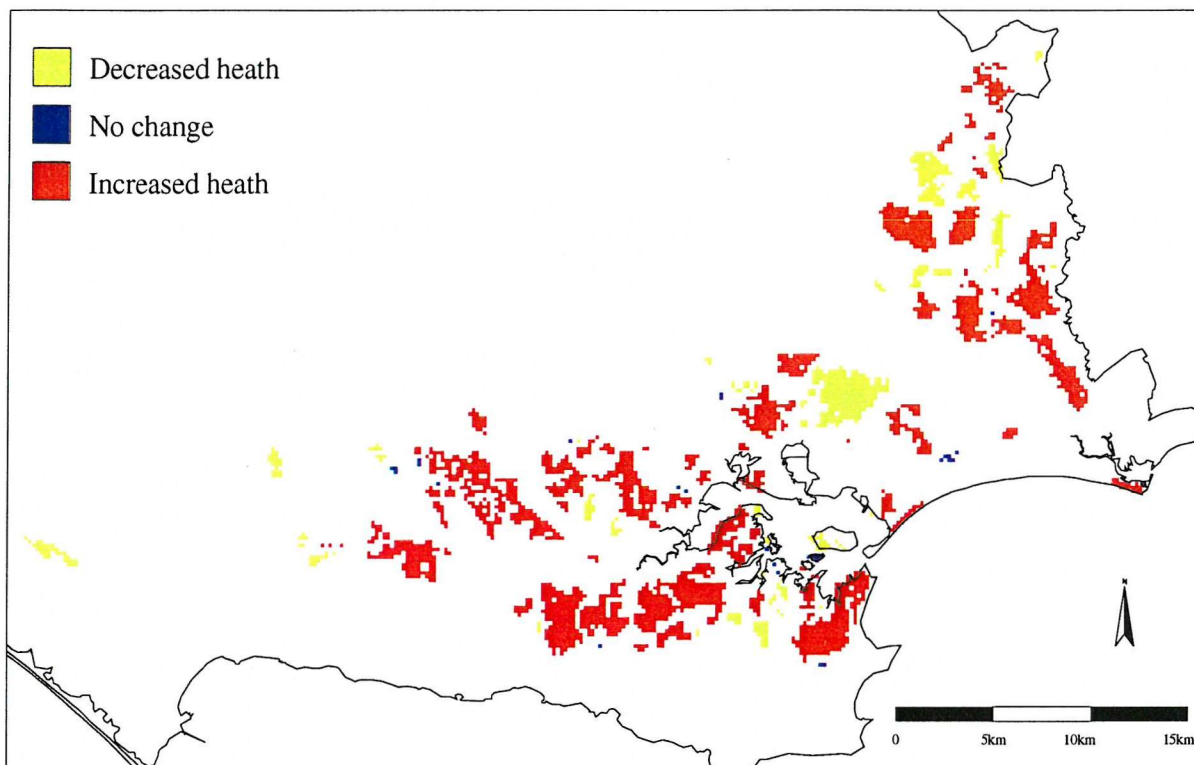 Decreased heath
No change
Increased heath
N
0 5km 10km 15km